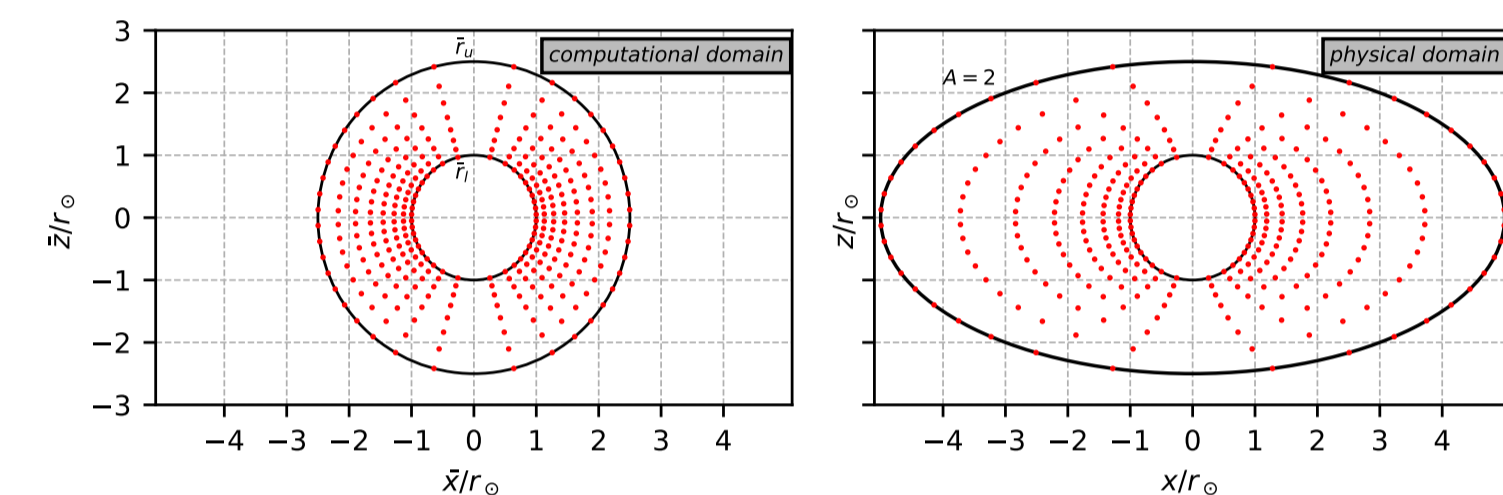 3
2
1
0
−1
−2
−3
z̄/r☉
r̄ᵤ
computational domain
r̄ₗ
−4 −3 −2 −1 0 1 2 3 4
x̄/r☉
z/r☉
A = 2
physical domain
−4 −3 −2 −1 0 1 2 3 4
x/r☉